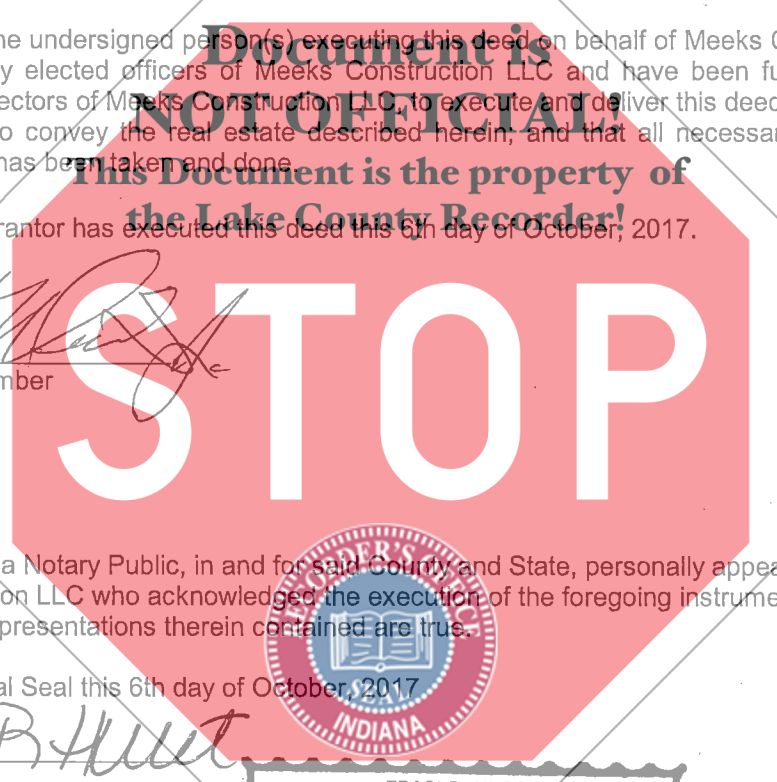 Document is
NOT OFFICIAL!
This Document is the property of
the Lake County Recorder!
he undersigned person(s) executing this deed on behalf of Meeks
y elected officers of Meeks Construction LLC and have been fu
ectors of Meeks Construction LLC, to execute and deliver this deed
o convey the real estate described herein; and that all necessar
has been taken and done.
rantor has executed this deed this 6th day of October, 2017.
mber
STOP
a Notary Public, in and for said County and State, personally appea
on LLC who acknowledged the execution of the foregoing instrume
presentations therein contained are true.
al Seal this 6th day of October, 2017
RECORDER'S OFFICE
SEAL
INDIANA